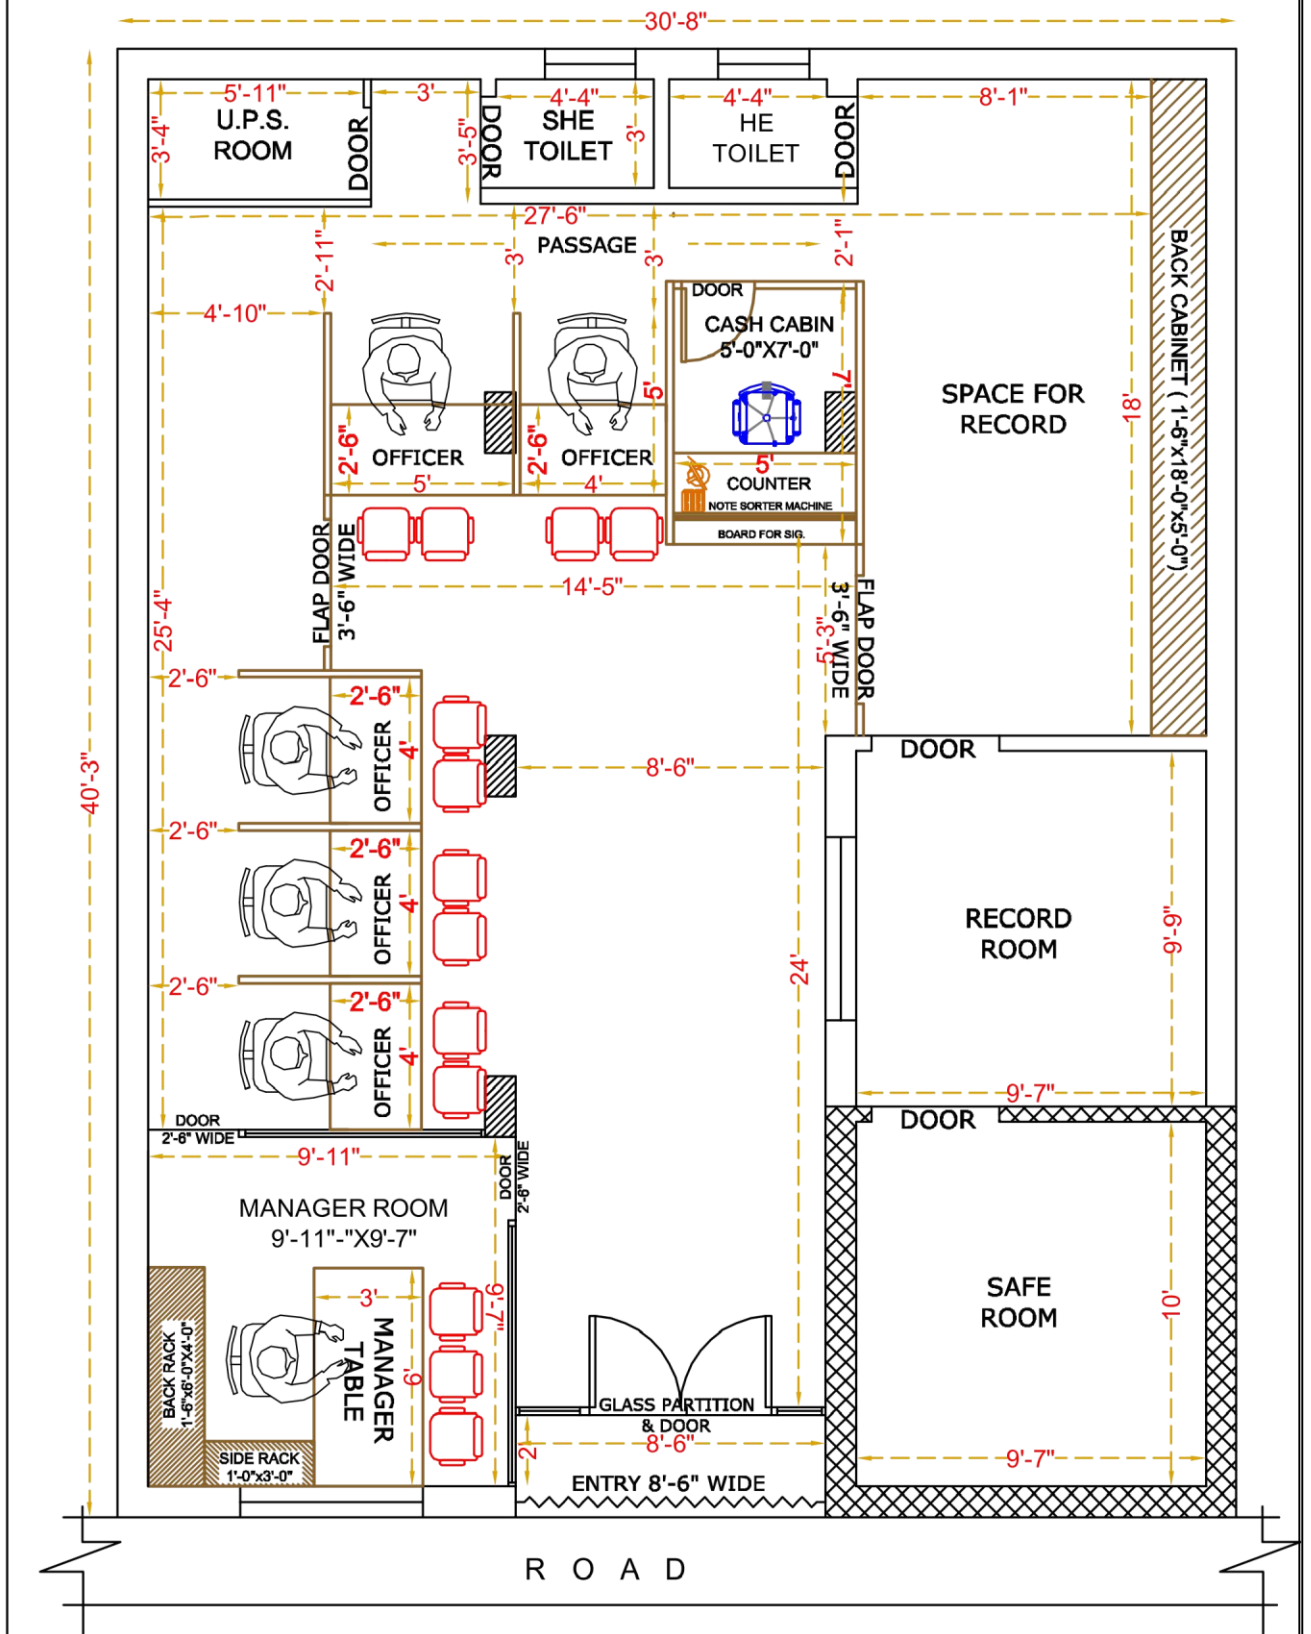 30'-8"
5'-11"
3'
4'-4"
4'-4"
8'-1"
U.P.S.
ROOM
3'-4"
DOOR
3'-5"
DOOR
SHE
TOILET
3'
HE
TOILET
DOOR
27'-6"
PASSAGE
2'-11"
3'
3'
2'-1"
4'-10"
DOOR
CASH CABIN
5'-0"X7'-0"
7'
5'
SPACE FOR
RECORD
18'
BACK CABINET ( 1'-6"x18'-0"x5'-0")
2'-6"
OFFICER
5'
2'-6"
OFFICER
4'
5'
COUNTER
NOTE SORTER MACHINE
BOARD FOR SIG.
FLAP DOOR
3'-6" WIDE
14'-5"
5'-3"
3'-6" WIDE
FLAP DOOR
25'-4"
40'-3"
2'-6"
2'-6"
OFFICER
4'
8'-6"
DOOR
2'-6"
2'-6"
OFFICER
4'
24'
RECORD
ROOM
9'-9"
2'-6"
2'-6"
OFFICER
4'
9'-7"
DOOR
DOOR
2'-6" WIDE
9'-11"
DOOR
2'-6" WIDE
MANAGER ROOM
9'-11"-"X9'-7"
9'-7"
3'
MANAGER
TABLE
6'
BACK RACK
1'-6"x6'-0"X4'-0"
SIDE RACK
1'-0"x3'-0"
SAFE
ROOM
10'
9'-7"
GLASS PARTITION
& DOOR
8'-6"
2'
ENTRY 8'-6" WIDE
R O A D